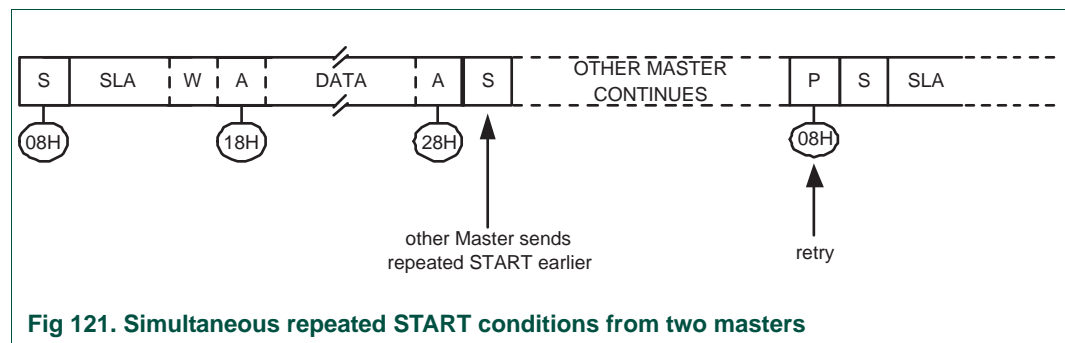 S SLA W A DATA A S OTHER MASTER CONTINUES P S SLA
08H 18H 28H 08H
other Master sends
repeated START earlier
retry
Fig 121. Simultaneous repeated START conditions from two masters